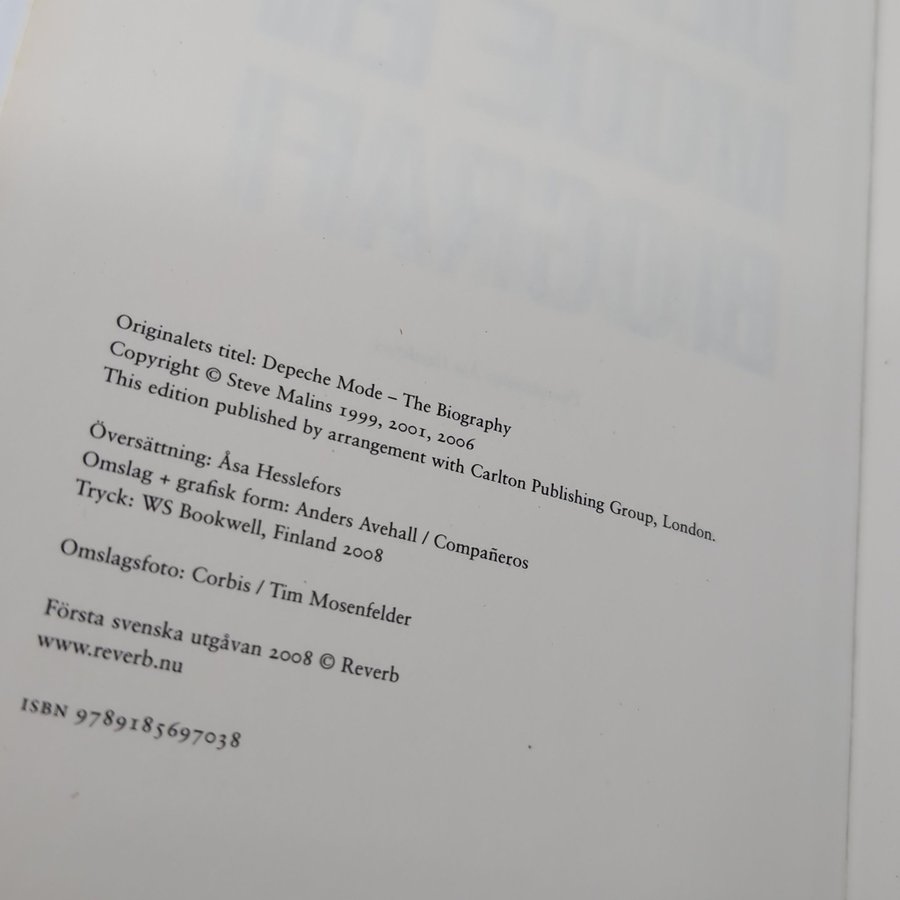 Originalets titel: Depeche Mode – The Biography
Copyright © Steve Malins 1999, 2001, 2006
This edition published by arrangement with Carlton Publishing Group, London.
Översättning: Åsa Hesslefors
Omslag + grafisk form: Anders Avehall / Compañeros
Tryck: WS Bookwell, Finland 2008
Omslagsfoto: Corbis / Tim Mosenfelder
Första svenska utgåvan 2008 © Reverb
www.reverb.nu
ISBN 9789185697038